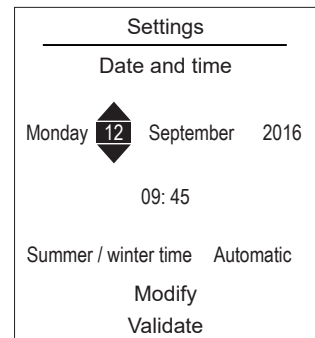 Settings
Date and time
Monday 12 September 2016
09: 45
Summer / winter time Automatic
Modify
Validate